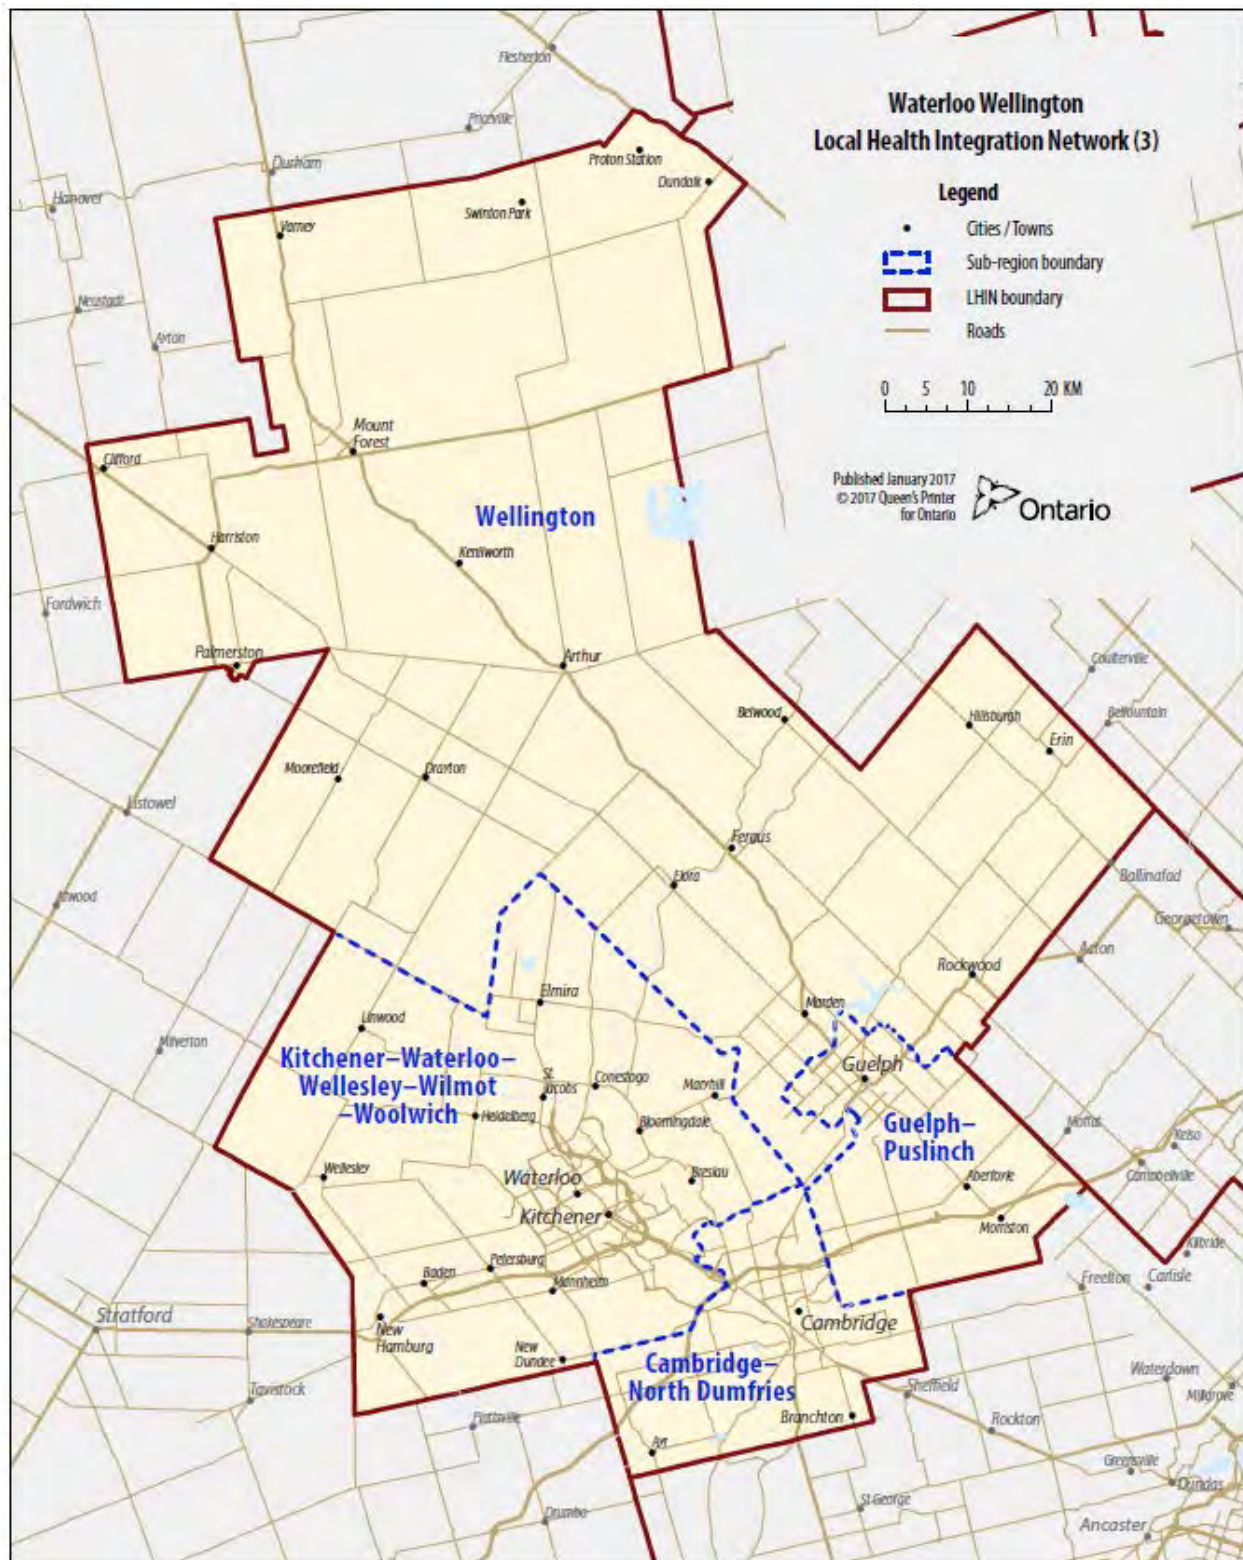 Waterloo Wellington
Local Health Integration Network (3)
Legend
Cities / Towns
Sub-region boundary
LHIN boundary
Roads
0 5 10 20 KM
Published January 2017
© 2017 Queen's Printer
for Ontario
Ontario
Flesherton
Priceville
Durham
Hanover
Proton Station
Dundalk
Swinton Park
Varney
Neustadt
Ayton
Mount
Forest
Clifford
Wellington
Harriston
Kenilworth
Fordwich
Palmerston
Arthur
Coulterville
Belwood
Hillsburgh
Belfountain
Erin
Moorefield
Drayton
Listowel
Fergus
Elora
Ballinafad
Atwood
Georgetown
Acton
Rockwood
Elmira
Marden
Linwood
Milverton
Kitchener–Waterloo–
Wellesley–Wilmot
–Woolwich
Guelph
St.
Jacobs
Conestogo
Maryhill
Heidelberg
Bloomingdale
Guelph–
Puslinch
Moffat
Kelso
Campbellville
Wellesley
Waterloo
Breslau
Aberfoyle
Kitchener
Morriston
Kilbride
Petersburg
Baden
Mannheim
Freelton
Carlisle
Stratford
Shakespeare
New
Hamburg
Cambridge
New
Dundee
Cambridge–
North Dumfries
Waterdown
Tavistock
Sheffield
Millgrove
Plattsville
Branchton
Rockton
Ayr
Greensville
Dundas
St George
Drumbo
Ancaster